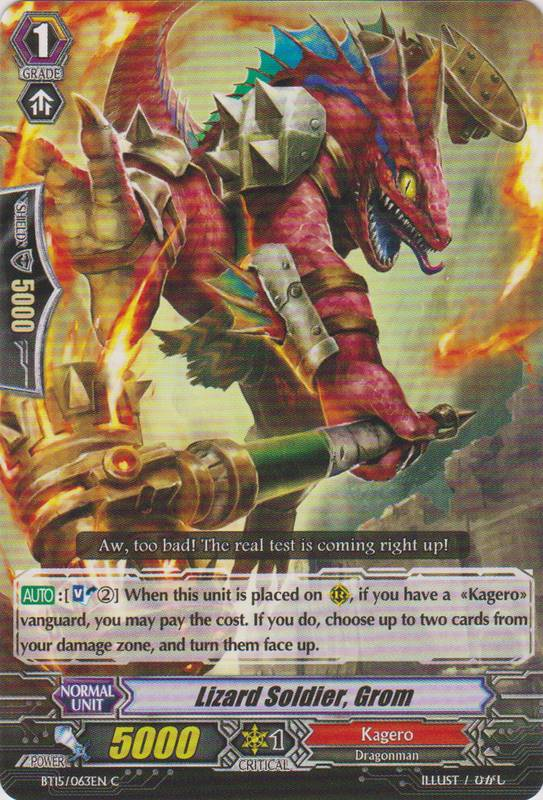 1
GRADE
SHIELD
5000
Aw, too bad! The real test is coming right up!
AUTO:[V②] When this unit is placed on R, if you have a «Kagero»
vanguard, you may pay the cost. If you do, choose up to two cards from
your damage zone, and turn them face up.
NORMAL
UNIT
Lizard Soldier, Grom
POWER
5000
1
CRITICAL
Kagero
Dragonman
BT15/063EN C
ILLUST / ひがし